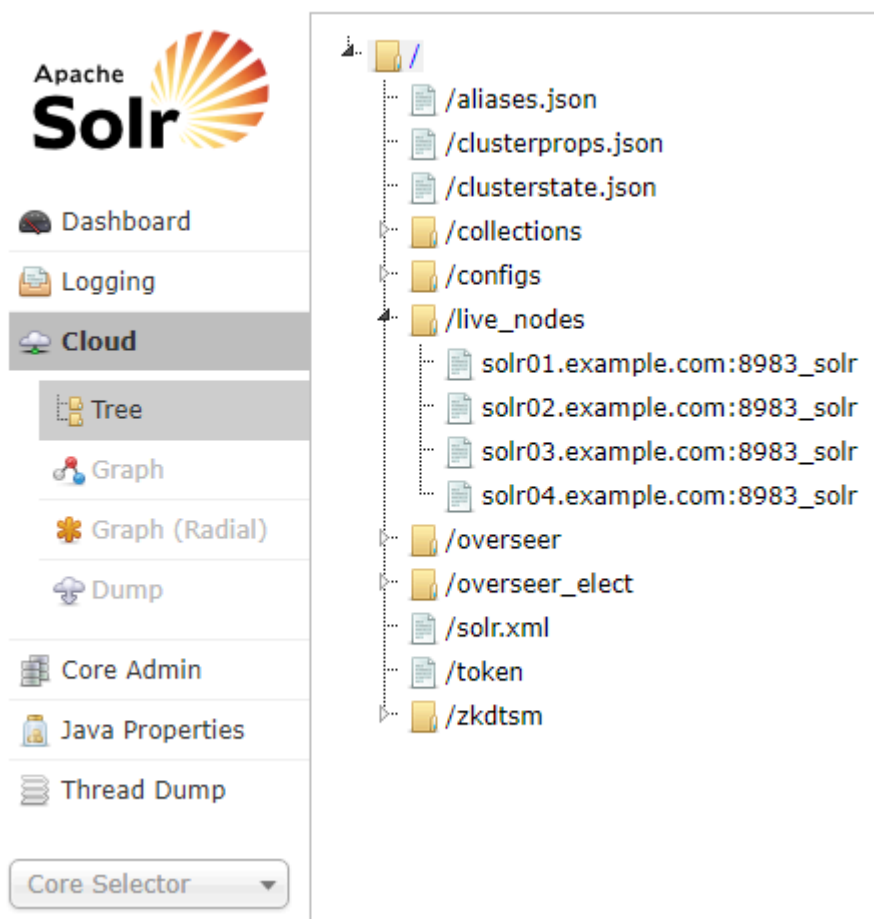 Apache
Solr
Dashboard
Logging
Cloud
Tree
Graph
Graph (Radial)
Dump
Core Admin
Java Properties
Thread Dump
Core Selector
/
/aliases.json
/clusterprops.json
/clusterstate.json
/collections
/configs
/live_nodes
solr01.example.com:8983_solr
solr02.example.com:8983_solr
solr03.example.com:8983_solr
solr04.example.com:8983_solr
/overseer
/overseer_elect
/solr.xml
/token
/zkdtsm